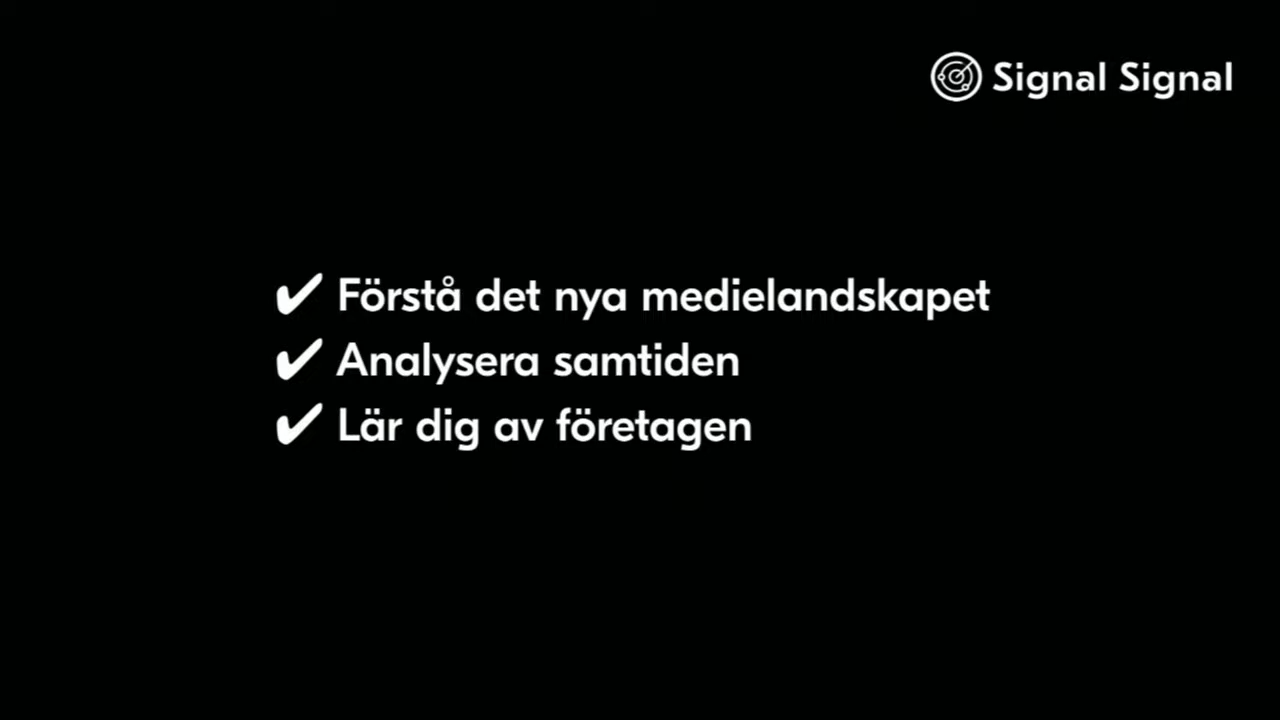 Signal Signal
✔ Förstå det nya medielandskapet
✔ Analysera samtiden
✔ Lär dig av företagen